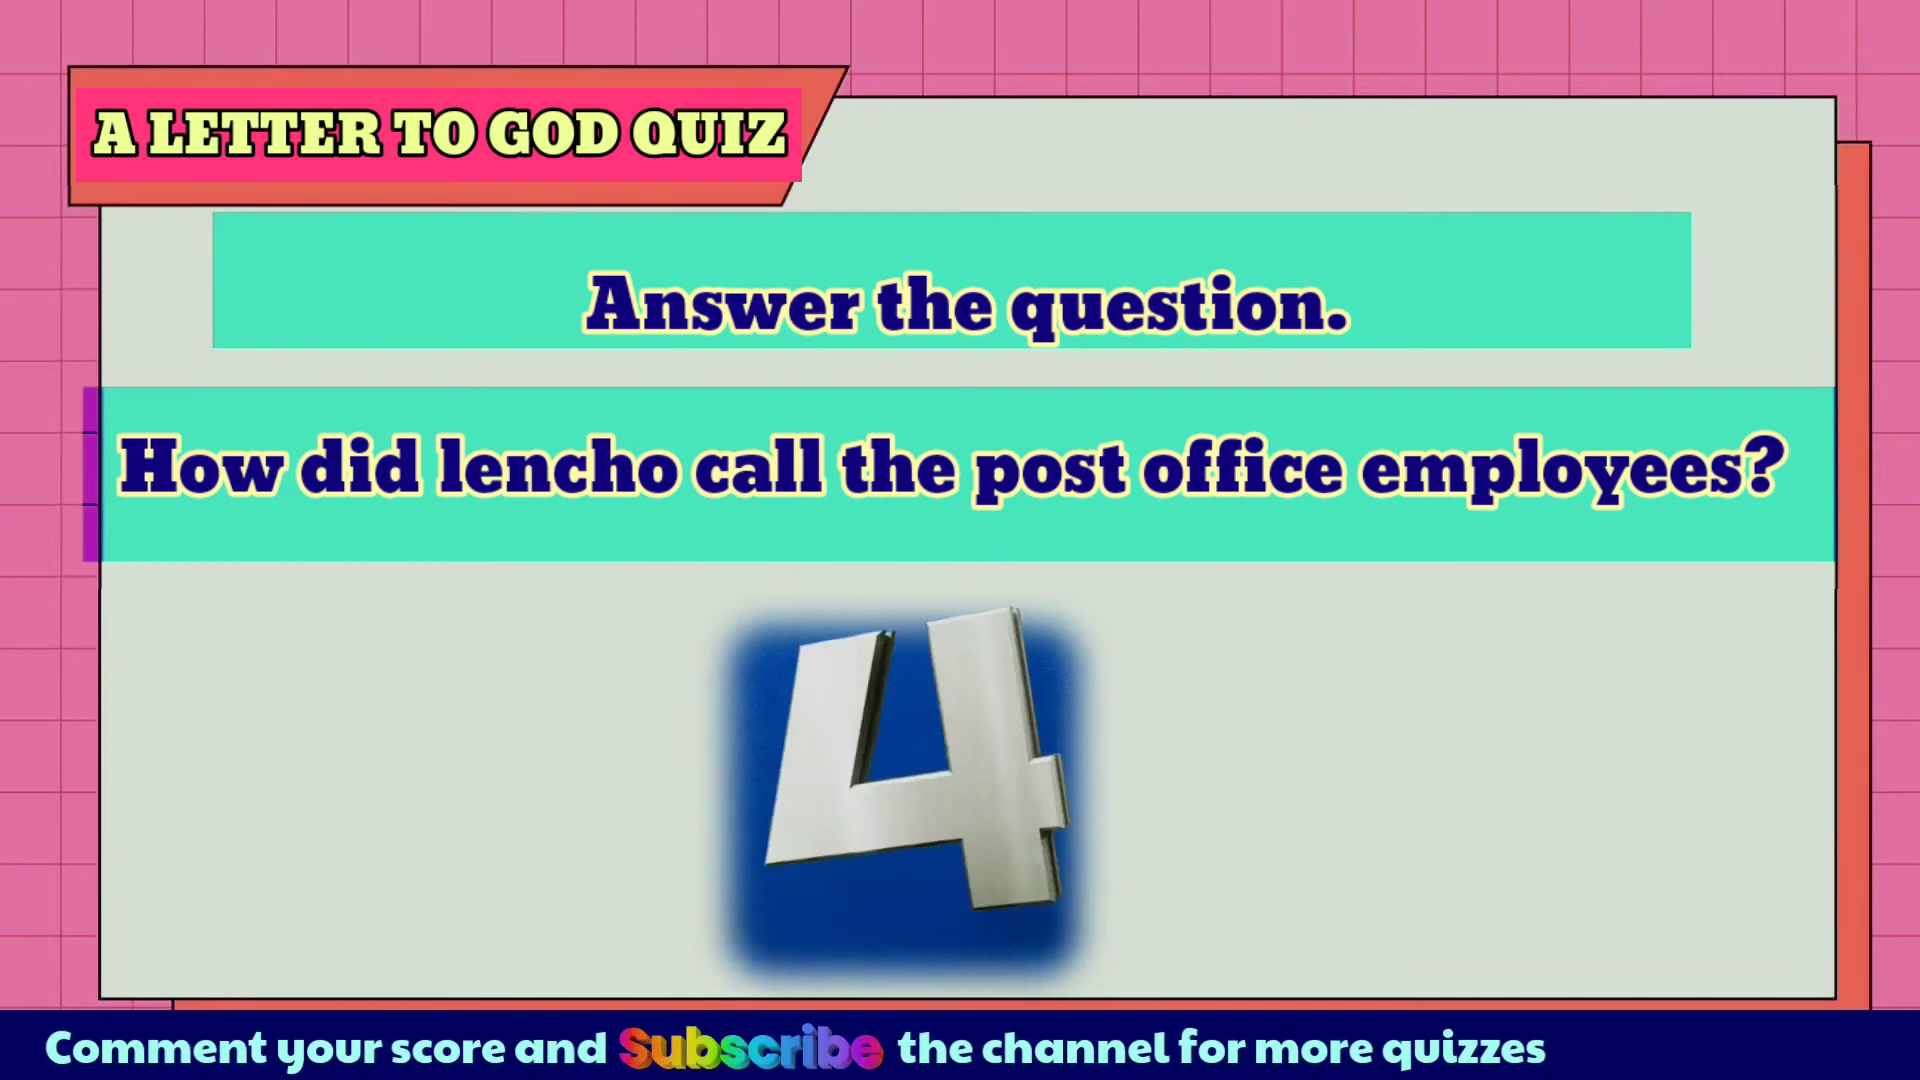 A LETTER TO GOD QUIZ
Answer the question.
How did lencho call the post office employees?
4
Comment your score and Subscribe the channel for more quizzes